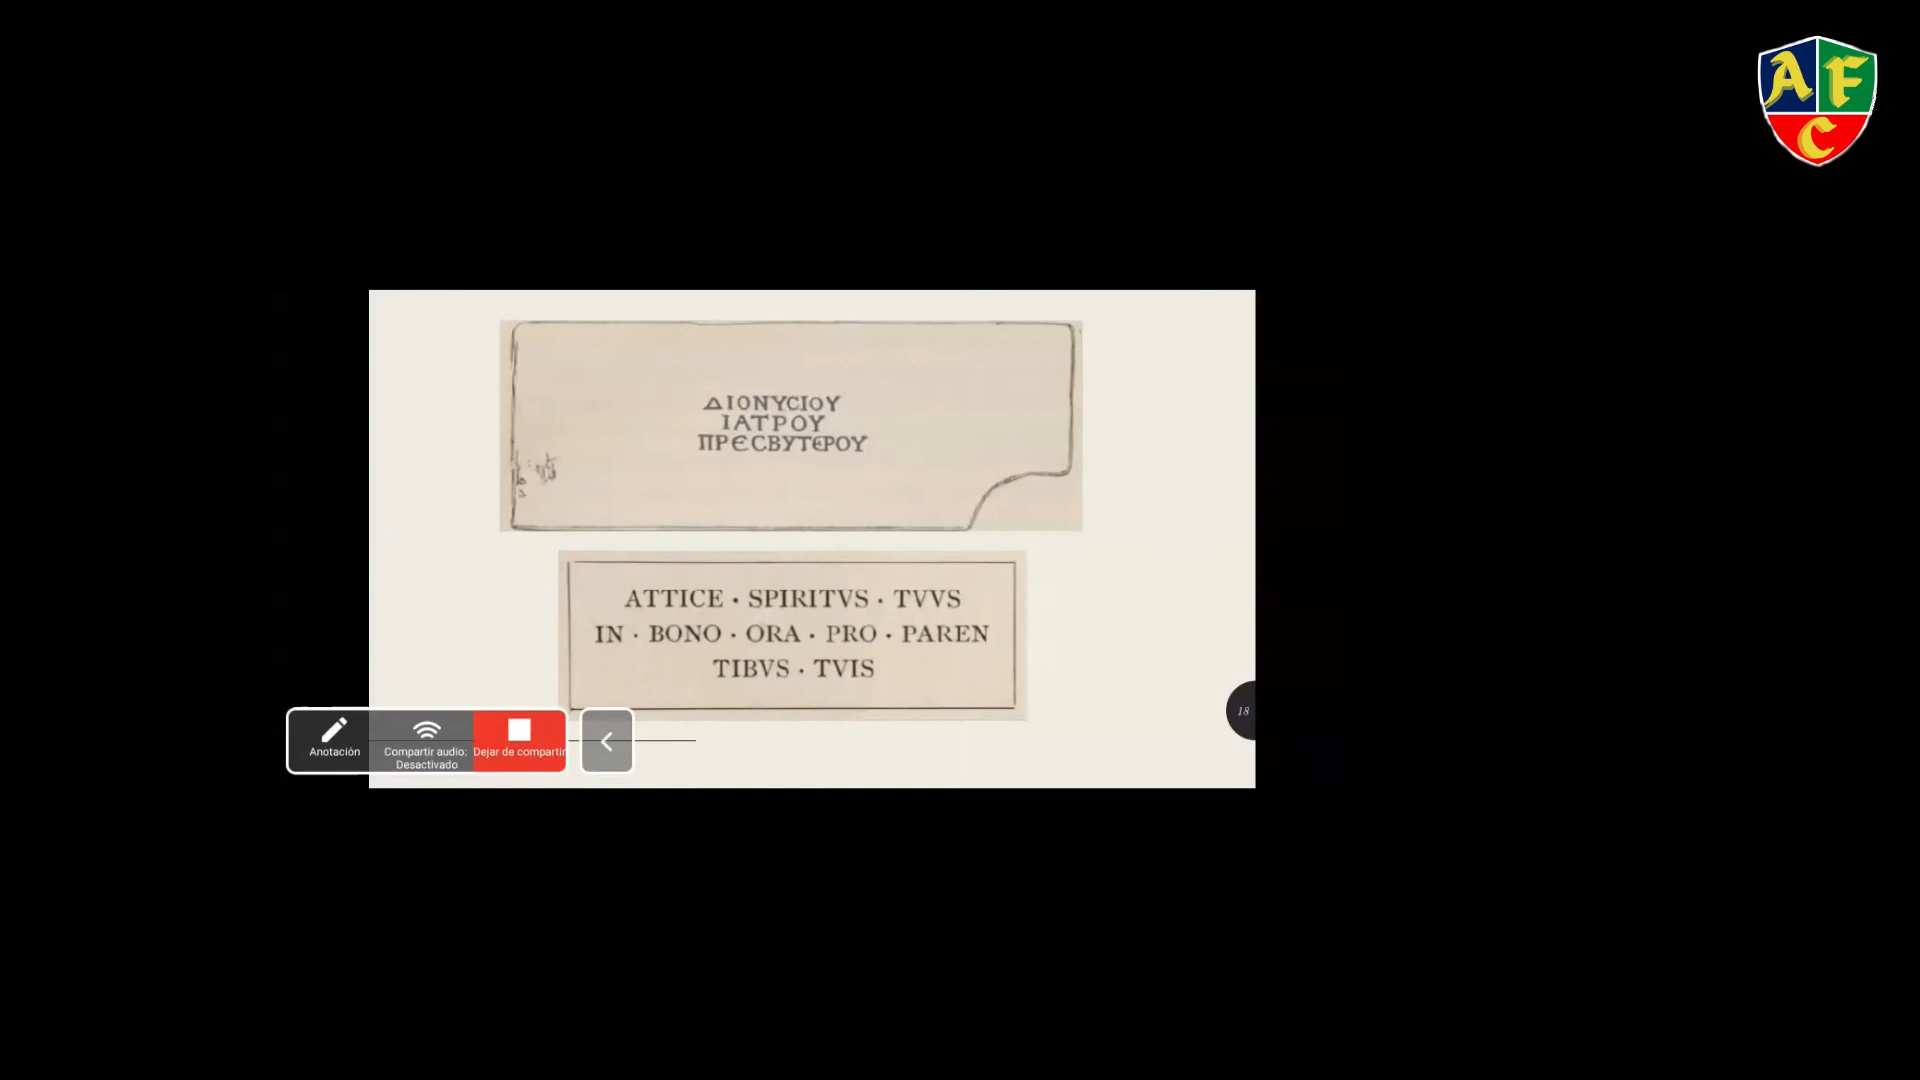 A F
C
ΔΙΟΝΥCΙΟΥ
ΙΑΤΡΟΥ
ΠΡΕCΒΥΤΕΡΟΥ
ATTICE · SPIRITVS · TVVS
IN · BONO · ORA · PRO · PAREN
TIBVS · TVIS
18
Anotación
Compartir audio:
Desactivado
Dejar de compartir